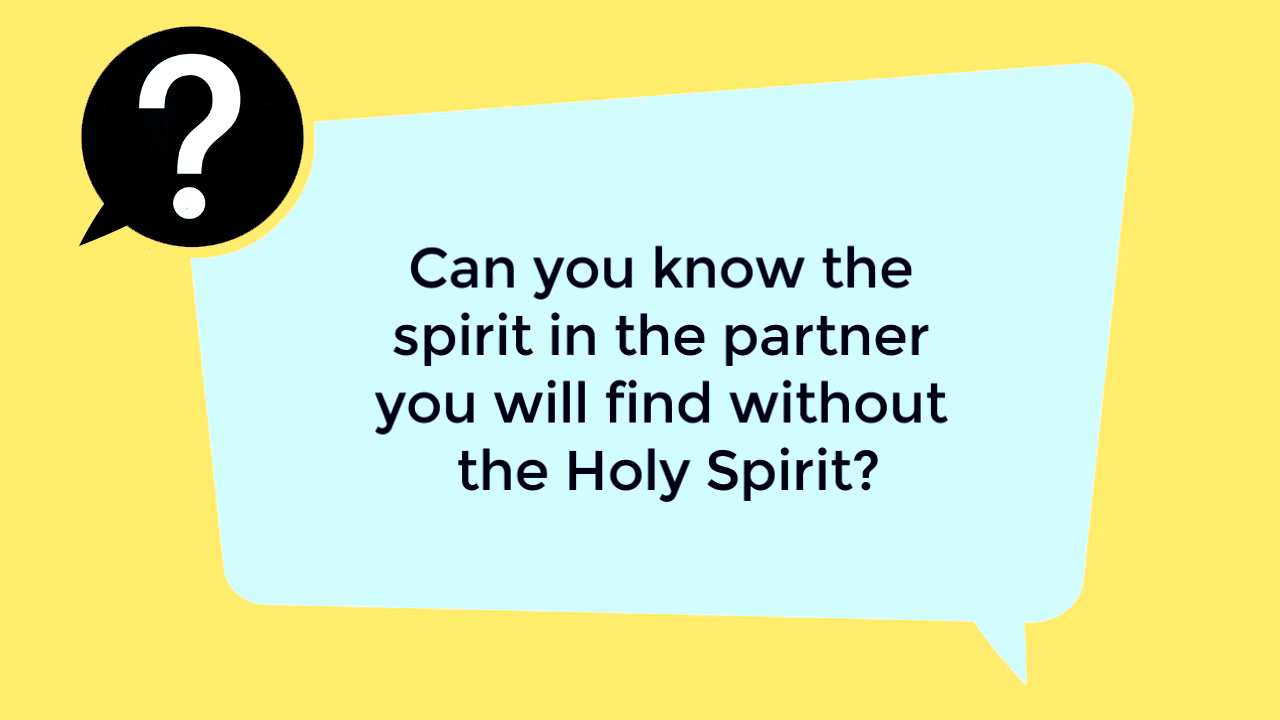 Can you know the
spirit in the partner
you will find without
the Holy Spirit?